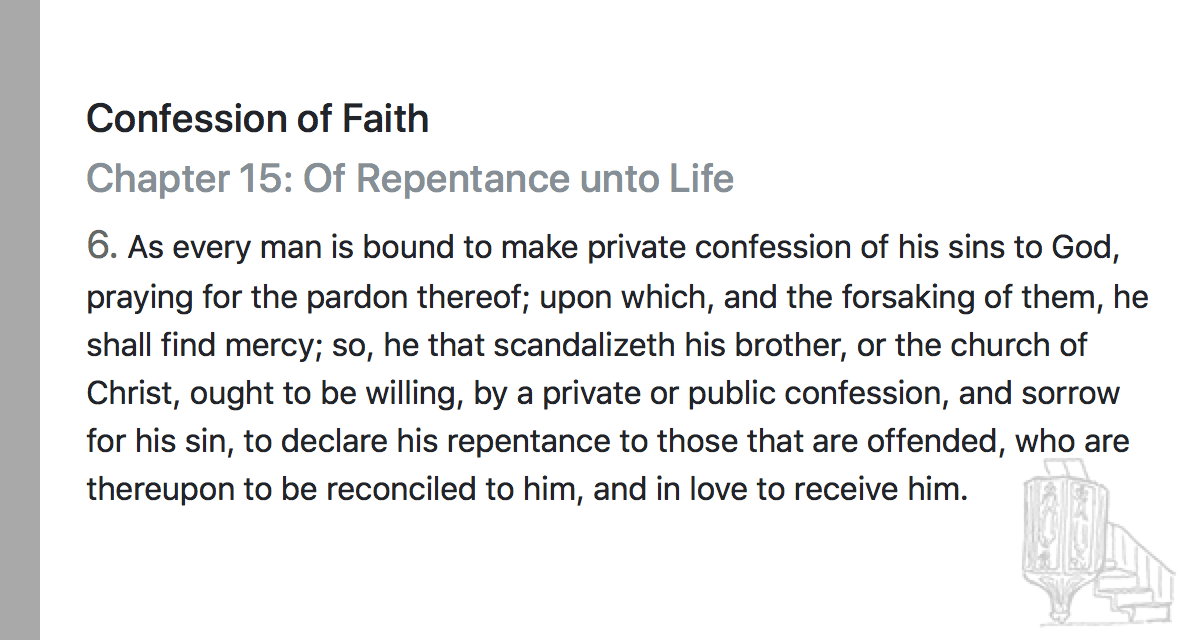 Confession of Faith
Chapter 15: Of Repentance unto Life
6. As every man is bound to make private confession of his sins to God,
praying for the pardon thereof; upon which, and the forsaking of them, he
shall find mercy; so, he that scandalizeth his brother, or the church of
Christ, ought to be willing, by a private or public confession, and sorrow
for his sin, to declare his repentance to those that are offended, who are
thereupon to be reconciled to him, and in love to receive him.